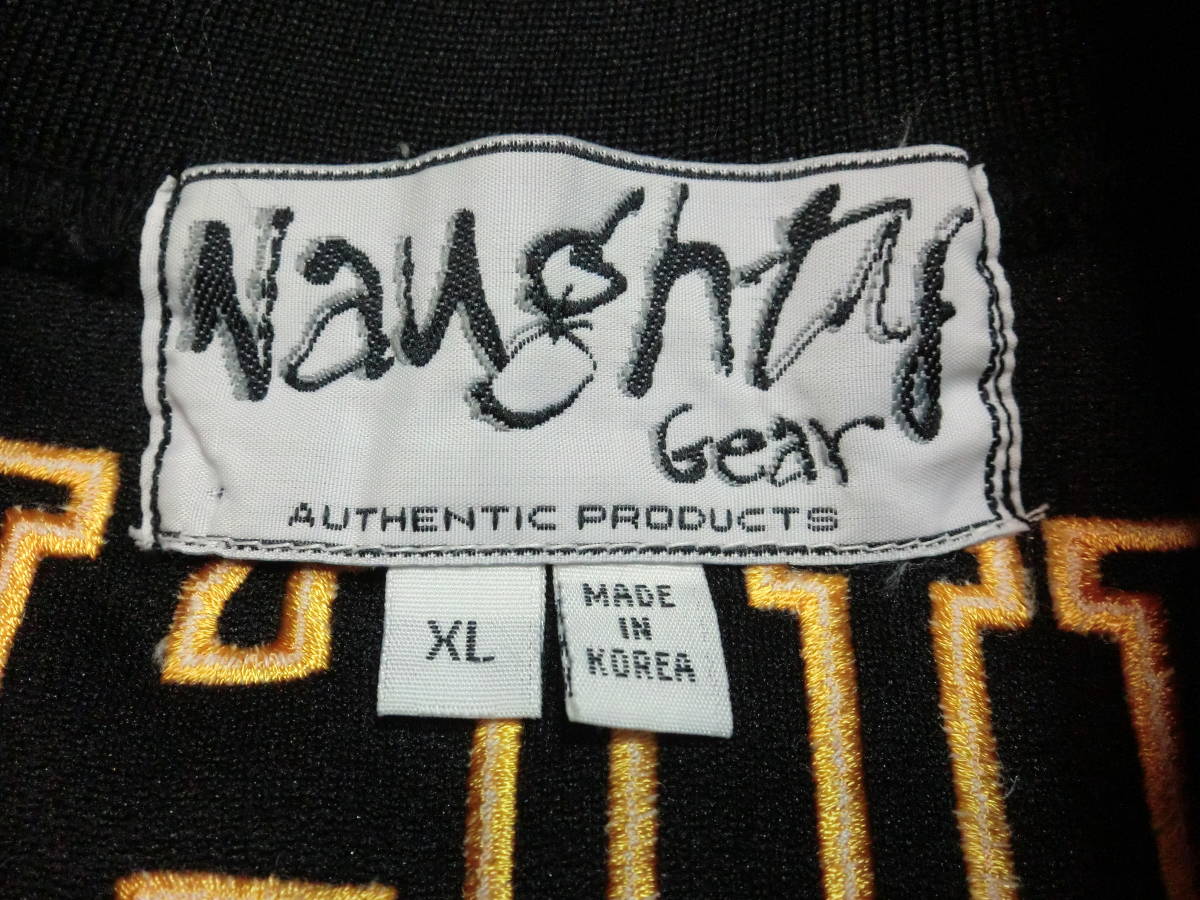 Naughty
Gear
AUTHENTIC PRODUCTS
XL
MADE
IN
KOREA